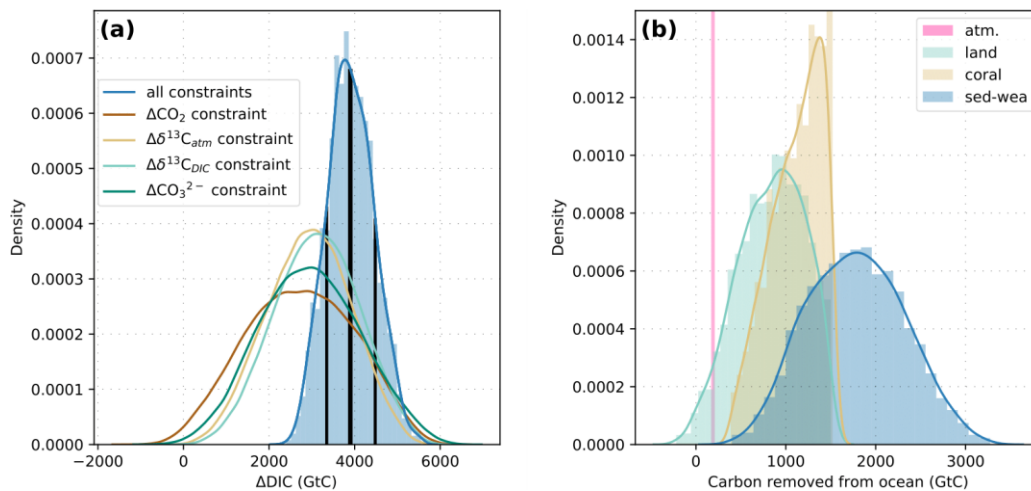 (a)
0.0007
0.0006
0.0005
0.0004
0.0003
0.0002
0.0001
0.0000
Density
all constraints
ΔCO₂ constraint
Δδ¹³C_atm constraint
Δδ¹³C_DIC constraint
ΔCO₃²⁻ constraint
−2000 0 2000 4000 6000
ΔDIC (GtC)
(b)
0.0014
0.0012
0.0010
0.0008
0.0006
0.0004
0.0002
0.0000
Density
atm.
land
coral
sed-wea
0 1000 2000 3000
Carbon removed from ocean (GtC)